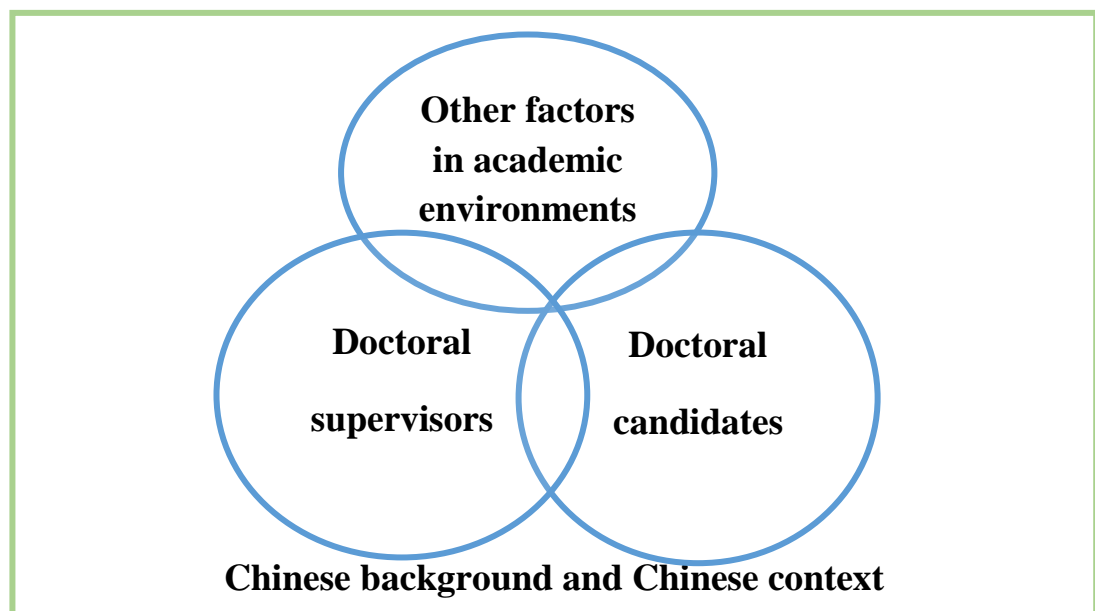 Other factors
in academic
environments
Doctoral
supervisors
Doctoral
candidates
Chinese background and Chinese context